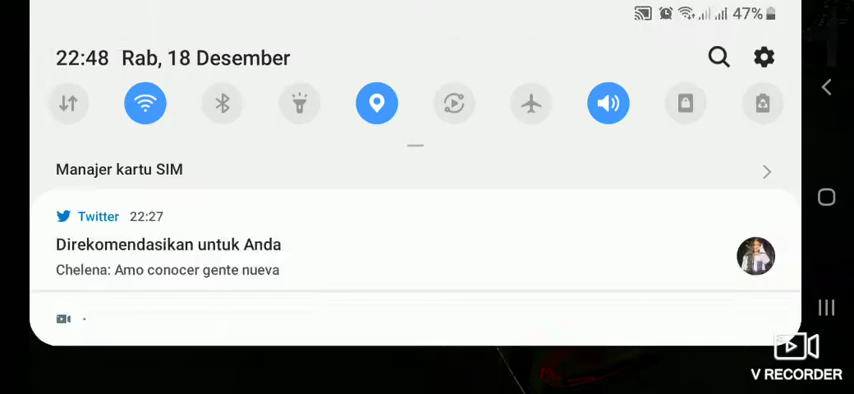 47%
22:48 Rab, 18 Desember
Manajer kartu SIM
Twitter 22:27
Direkomendasikan untuk Anda
Chelena: Amo conocer gente nueva
V RECORDER